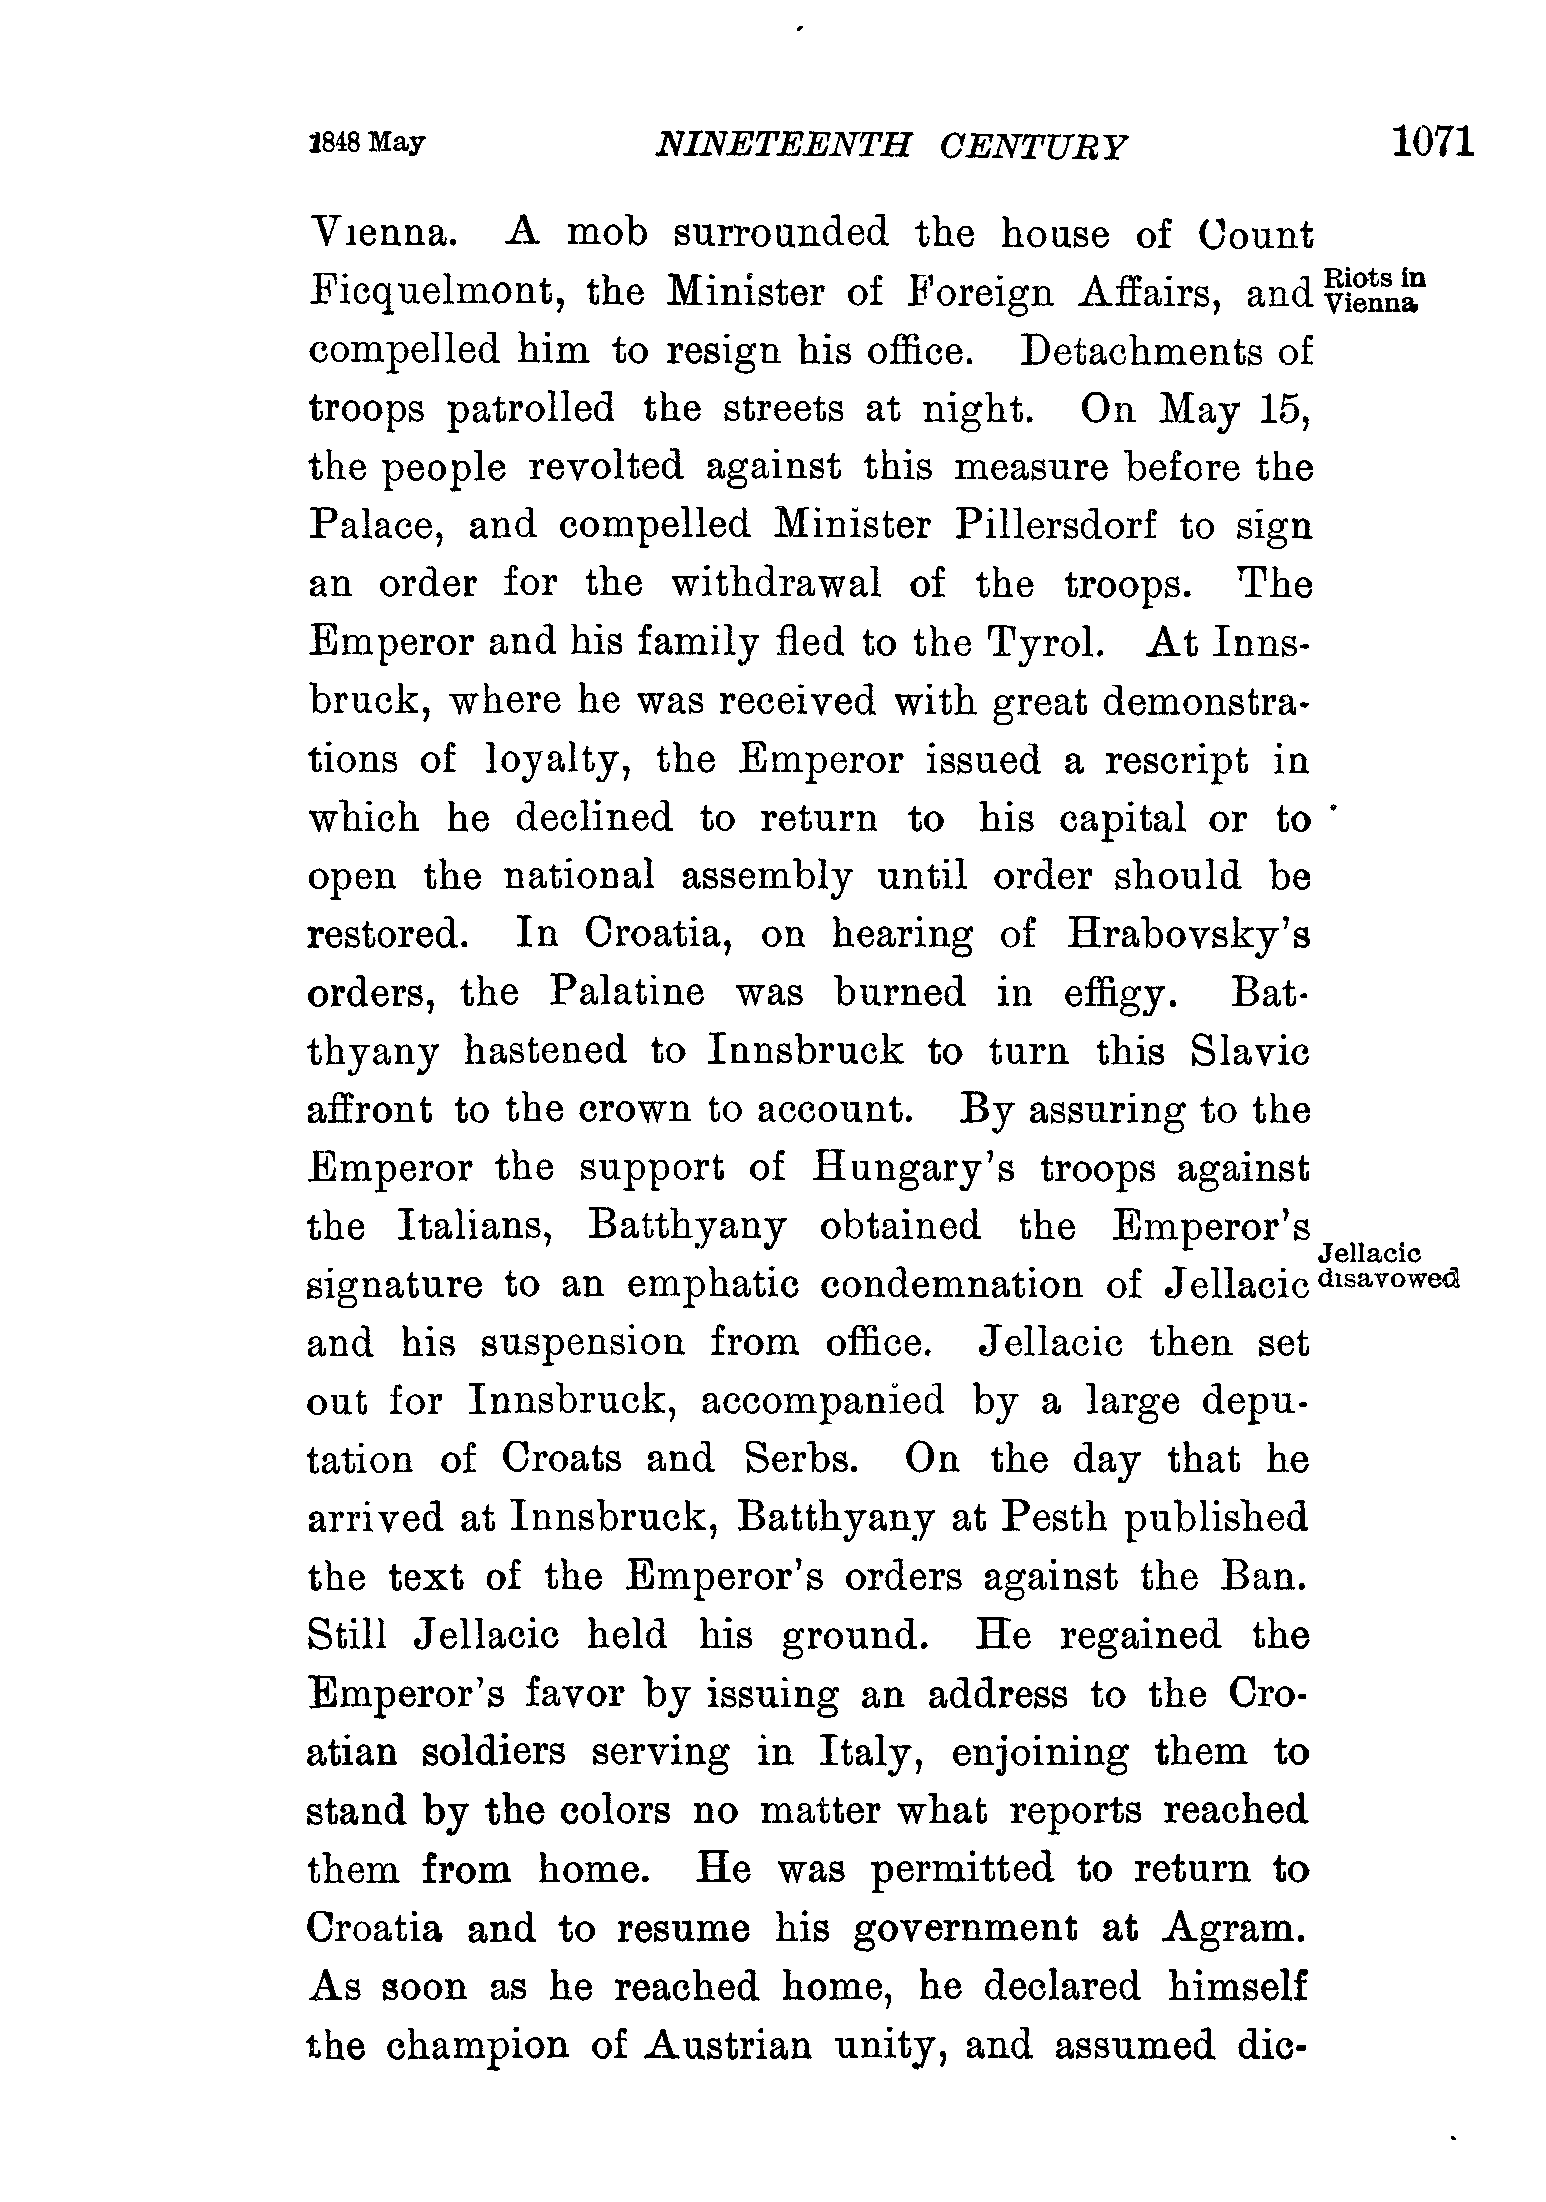 1848 May NINETEENTH CENTURY 1071
Vienna. A mob surrounded the house of Count
Ficquelmont, the Minister of Foreign Affairs, and
Riots in
Vienna
compelled him to resign his office. Detachments of
troops patrolled the streets at night. On May 15,
the people revolted against this measure before the
Palace, and compelled Minister Pillersdorf to sign
an order for the withdrawal of the troops. The
Emperor and his family fled to the Tyrol. At Inns-
bruck, where he was received with great demonstra-
tions of loyalty, the Emperor issued a rescript in
which he declined to return to his capital or to
open the national assembly until order should be
restored. In Croatia, on hearing of Hrabovsky's
orders, the Palatine was burned in effigy. Bat-
thyany hastened to Innsbruck to turn this Slavic
affront to the crown to account. By assuring to the
Emperor the support of Hungary's troops against
the Italians, Batthyany obtained the Emperor's
signature to an emphatic condemnation of Jellacic
Jellacic
disavowed
and his suspension from office. Jellacic then set
out for Innsbruck, accompanied by a large depu-
tation of Croats and Serbs. On the day that he
arrived at Innsbruck, Batthyany at Pesth published
the text of the Emperor's orders against the Ban.
Still Jellacic held his ground. He regained the
Emperor's favor by issuing an address to the Cro-
atian soldiers serving in Italy, enjoining them to
stand by the colors no matter what reports reached
them from home. He was permitted to return to
Croatia and to resume his government at Agram.
As soon as he reached home, he declared himself
the champion of Austrian unity, and assumed dic-